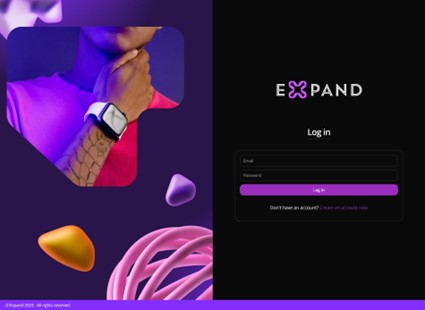 EXPAND
Log in
Email
Password
Log In
Don't have an account? Create an account now
© Expand 2023 - All rights reserved.